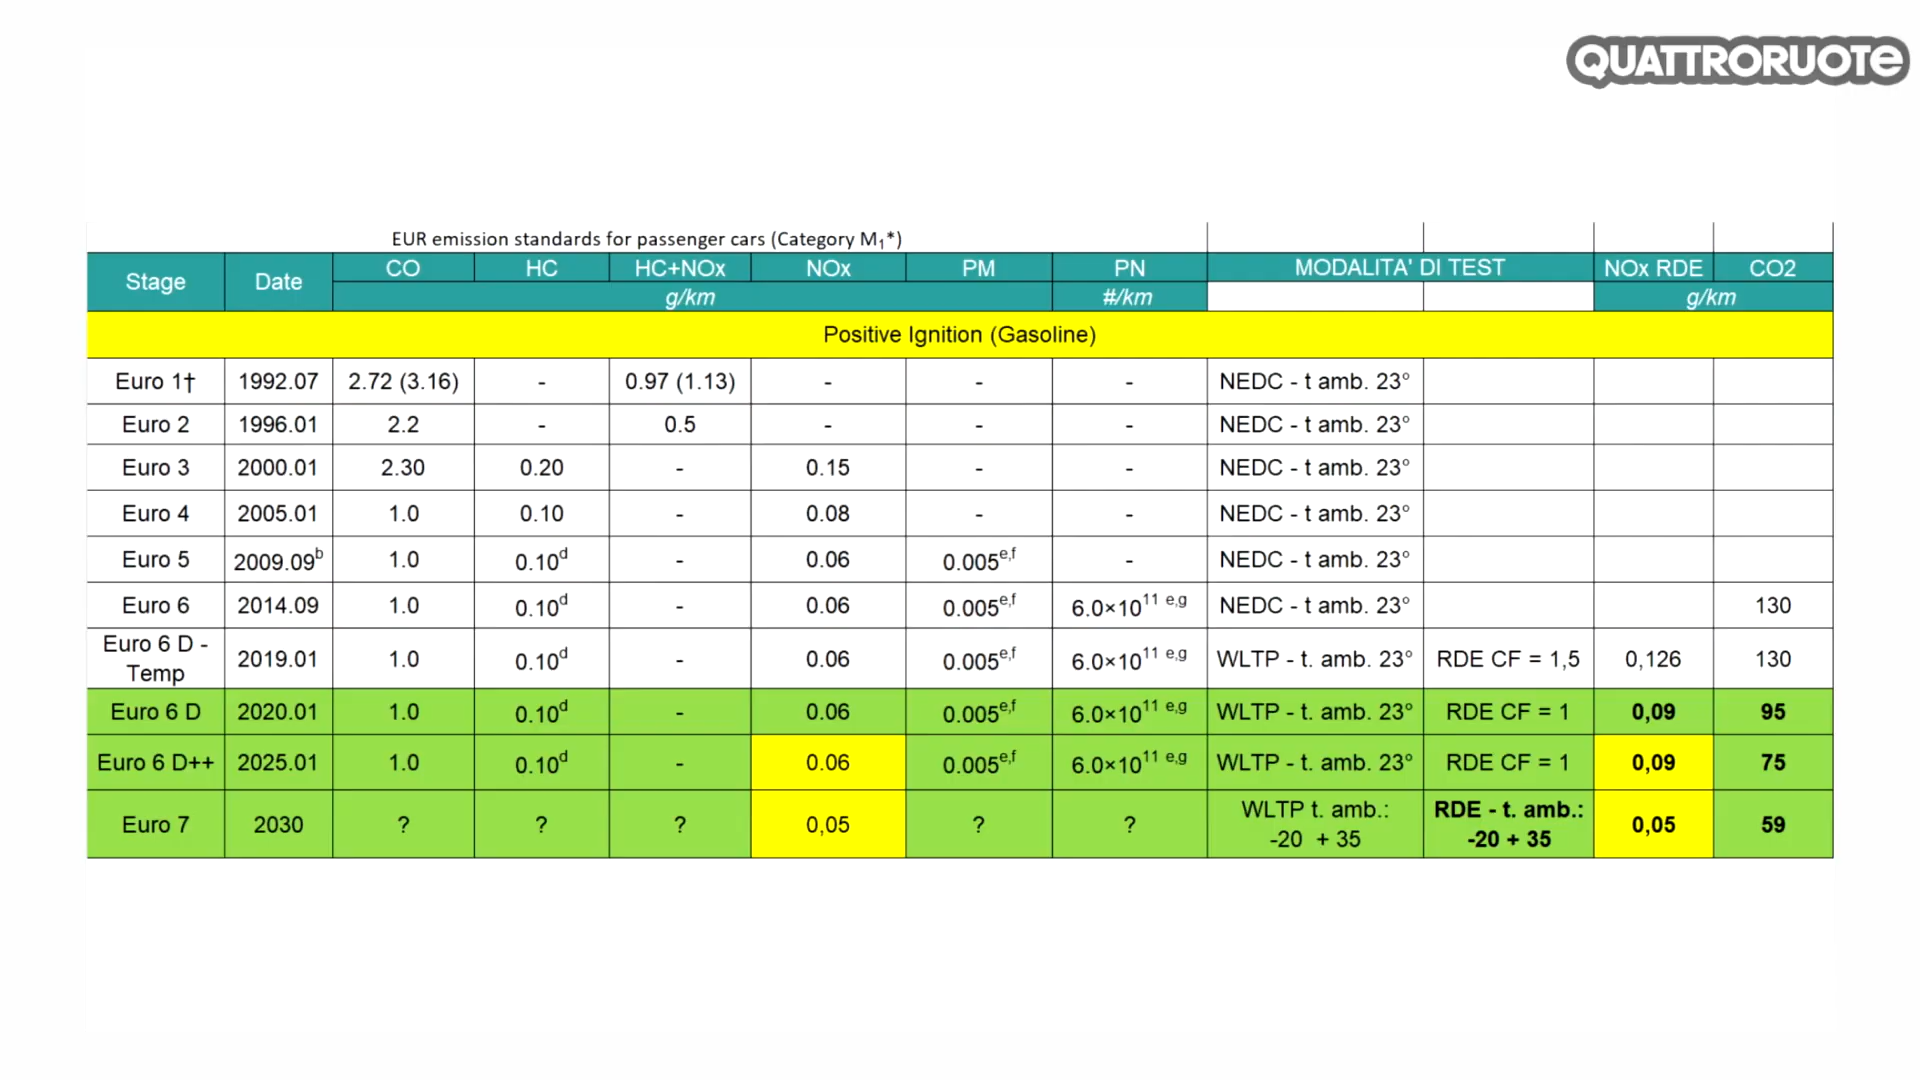 QUATTRORUOTE
EUR emission standards for passenger cars (Category M₁*)
Stage Date CO HC HC+NOx NOx PM PN MODALITA' DI TEST NOx RDE CO2
g/km #/km g/km
Positive Ignition (Gasoline)
Euro 1† 1992.07 2.72 (3.16) - 0.97 (1.13) - - - NEDC - t amb. 23°
Euro 2 1996.01 2.2 - 0.5 - - - NEDC - t amb. 23°
Euro 3 2000.01 2.30 0.20 - 0.15 - - NEDC - t amb. 23°
Euro 4 2005.01 1.0 0.10 - 0.08 - - NEDC - t amb. 23°
Euro 5 2009.09ᵇ 1.0 0.10ᵈ - 0.06 0.005ᵉ,ᶠ - NEDC - t amb. 23°
Euro 6 2014.09 1.0 0.10ᵈ - 0.06 0.005ᵉ,ᶠ 6.0×10¹¹ ᵉ,ᵍ NEDC - t amb. 23° 130
Euro 6 D - Temp 2019.01 1.0 0.10ᵈ - 0.06 0.005ᵉ,ᶠ 6.0×10¹¹ ᵉ,ᵍ WLTP - t. amb. 23° RDE CF = 1,5 0,126 130
Euro 6 D 2020.01 1.0 0.10ᵈ - 0.06 0.005ᵉ,ᶠ 6.0×10¹¹ ᵉ,ᵍ WLTP - t. amb. 23° RDE CF = 1 0,09 95
Euro 6 D++ 2025.01 1.0 0.10ᵈ - 0.06 0.005ᵉ,ᶠ 6.0×10¹¹ ᵉ,ᵍ WLTP - t. amb. 23° RDE CF = 1 0,09 75
Euro 7 2030 ? ? ? 0,05 ? ? WLTP t. amb.: -20 + 35 RDE - t. amb.: -20 + 35 0,05 59